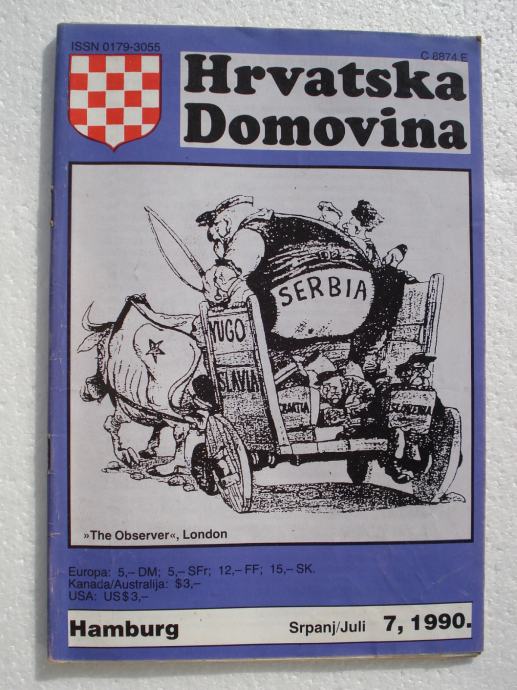 ISSN 0179-3055
C 8874 E
Hrvatska
Domovina
SERBIA
YUGO
SLAVIA
CROATIA
SLOVENIA
»The Observer«, London
Europa: 5,– DM; 5,– SFr; 12,– FF; 15,– SK.
Kanada/Australija: $ 3,–
USA: US $ 3,–
Hamburg
Srpanj/Juli 7, 1990.